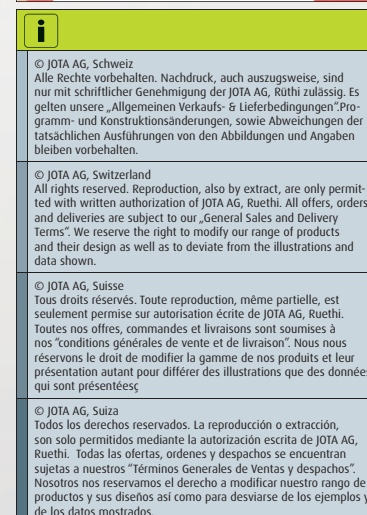 i
© JOTA AG, Schweiz
Alle Rechte vorbehalten. Nachdruck, auch auszugsweise, sind
nur mit schriftlicher Genehmigung der JOTA AG, Rüthi zulässig. Es
gelten unsere „Allgemeinen Verkaufs- & Lieferbedingungen“.Pro-
gramm- und Konstruktionsänderungen, sowie Abweichungen der
tatsächlichen Ausführungen von den Abbildungen und Angaben
bleiben vorbehalten.
© JOTA AG, Switzerland
All rights reserved. Reproduction, also by extract, are only permit-
ted with written authorization of JOTA AG, Ruethi. All offers, orders
and deliveries are subject to our „General Sales and Delivery
Terms“. We reserve the right to modify our range of products
and their design as well as to deviate from the illustrations and
data shown.
© JOTA AG, Suisse
Tous droits réservés. Toute reproduction, même partielle, est
seulement permise sur autorisation écrite de JOTA AG, Ruethi.
Toutes nos offres, commandes et livraisons sont soumises à
nos “conditions générales de vente et de livraison”. Nous nous
réservons le droit de modifier la gamme de nos produits et leur
présentation autant pour différer des illustrations que des données
qui sont présentéesç
© JOTA AG, Suiza
Todos los derechos reservados. La reproducción o extracción,
son solo permitidos mediante la autorización escrita de JOTA AG,
Ruethi. Todas las ofertas, ordenes y despachos se encuentran
sujetas a nuestros “Términos Generales de Ventas y despachos”.
Nosotros nos reservamos el derecho a modificar nuestro rango de
productos y sus diseños así como para desviarse de los ejemplos y
de los datos mostrados.